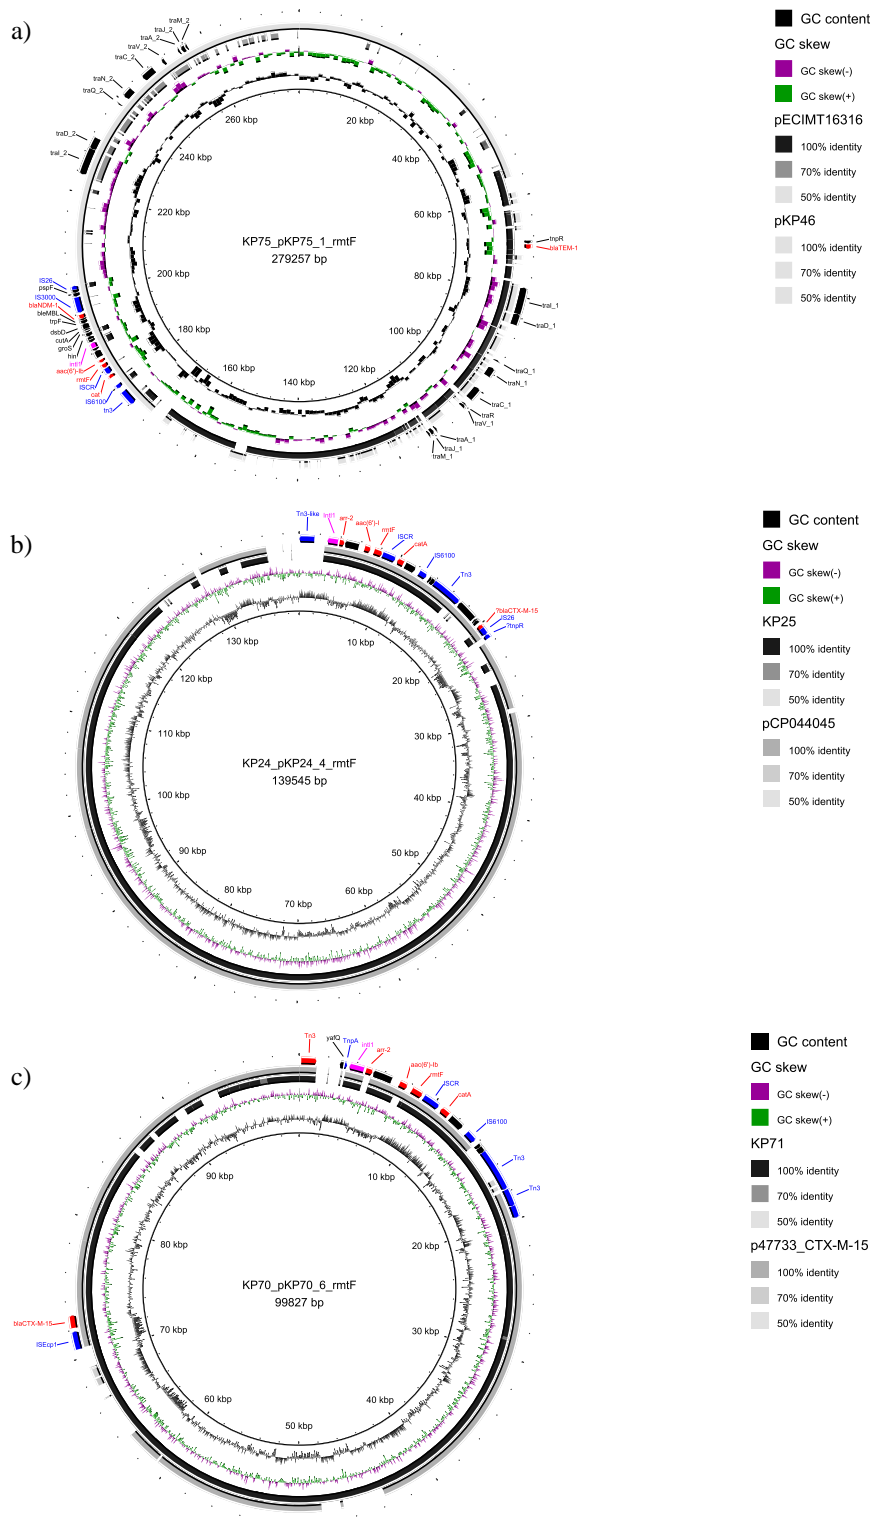 a)
traM_2
traJ_2
traA_2
traV_2
traC_2
traN_2
traQ_2
traD_2
traI_2
IS26
pspF
IS3000
blaNDM-1
bleMBL
trpF
dsbD
cutA
groS
hin
intI1
aac(6')-Ib
rmtF
ISCR
cat
IS6100
tn3
tnpR
blaTEM-1
traI_1
traD_1
traQ_1
traN_1
traC_1
traR
traV_1
traA_1
traJ_1
traM_1
20 kbp
40 kbp
60 kbp
80 kbp
100 kbp
120 kbp
140 kbp
160 kbp
180 kbp
200 kbp
220 kbp
240 kbp
260 kbp
KP75_pKP75_1_rmtF
279257 bp
GC content
GC skew
GC skew(-)
GC skew(+)
pECIMT16316
100% identity
70% identity
50% identity
pKP46
100% identity
70% identity
50% identity
b)
Tn3-like
IntI1
arr-2
aac(6')-I
rmtF
ISCR
catA
IS6100
Tn3
?blaCTX-M-15
IS26
?tnpR
10 kbp
20 kbp
30 kbp
40 kbp
50 kbp
60 kbp
70 kbp
80 kbp
90 kbp
100 kbp
110 kbp
120 kbp
130 kbp
KP24_pKP24_4_rmtF
139545 bp
GC content
GC skew
GC skew(-)
GC skew(+)
KP25
100% identity
70% identity
50% identity
pCP044045
100% identity
70% identity
50% identity
c)
Tn3
yafQ
TnpA
IntI1
arr-2
aac(6')-Ib
rmtF
ISCR
catA
IS6100
Tn3
Tn3
blaCTX-M-15
ISEcp1
10 kbp
20 kbp
30 kbp
40 kbp
50 kbp
60 kbp
70 kbp
80 kbp
90 kbp
KP70_pKP70_6_rmtF
99827 bp
GC content
GC skew
GC skew(-)
GC skew(+)
KP71
100% identity
70% identity
50% identity
p47733_CTX-M-15
100% identity
70% identity
50% identity